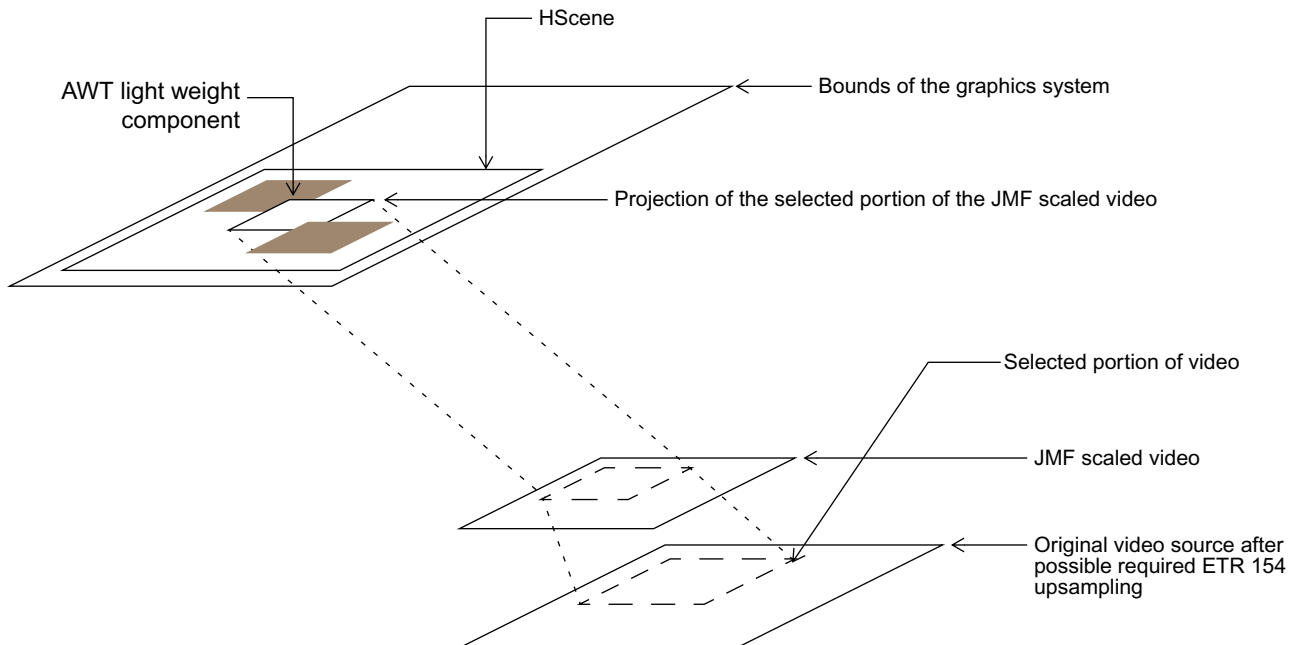 HScene
AWT light weight
component
Bounds of the graphics system
Projection of the selected portion of the JMF scaled video
Selected portion of video
JMF scaled video
Original video source after
possible required ETR 154
upsampling